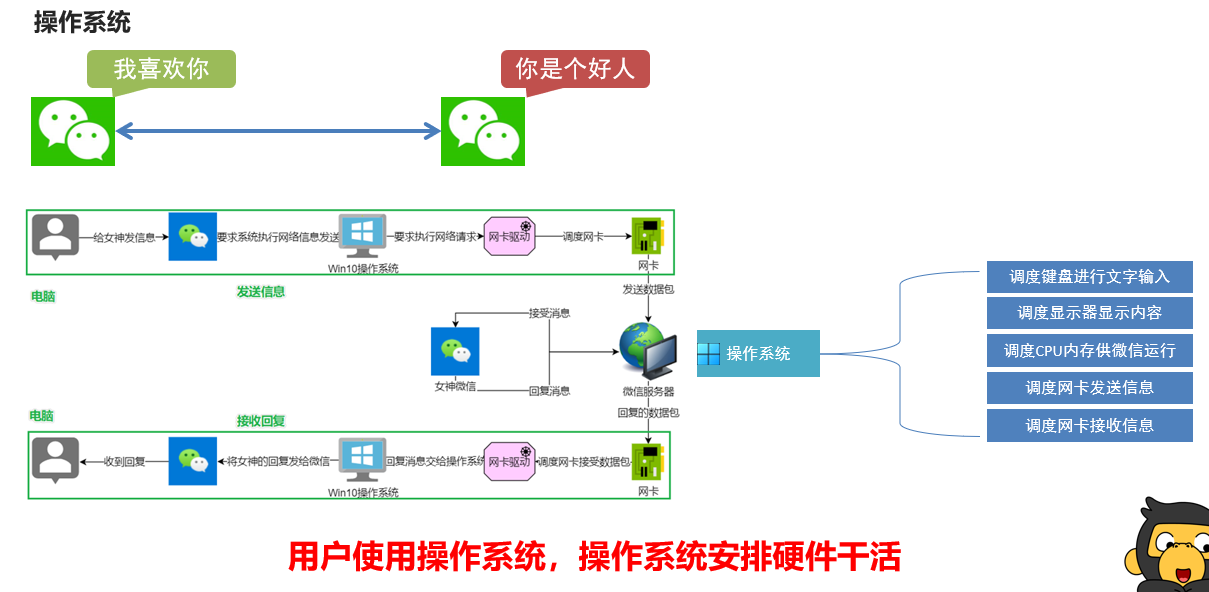 操作系统
我喜欢你
你是个好人
给女神发信息
要求系统执行网络信息发送
Win10操作系统
要求执行网络请求
网卡驱动
调度网卡
网卡
电脑
发送信息
发送数据包
接受消息
女神微信
回复消息
微信服务器
回复的数据包
电脑
接收回复
收到回复
将女神的回复发给微信
Win10操作系统
回复消息交给操作系统
网卡驱动
调度网卡接受数据包
网卡
操作系统
调度键盘进行文字输入
调度显示器显示内容
调度CPU内存供微信运行
调度网卡发送信息
调度网卡接收信息
用户使用操作系统，操作系统安排硬件干活